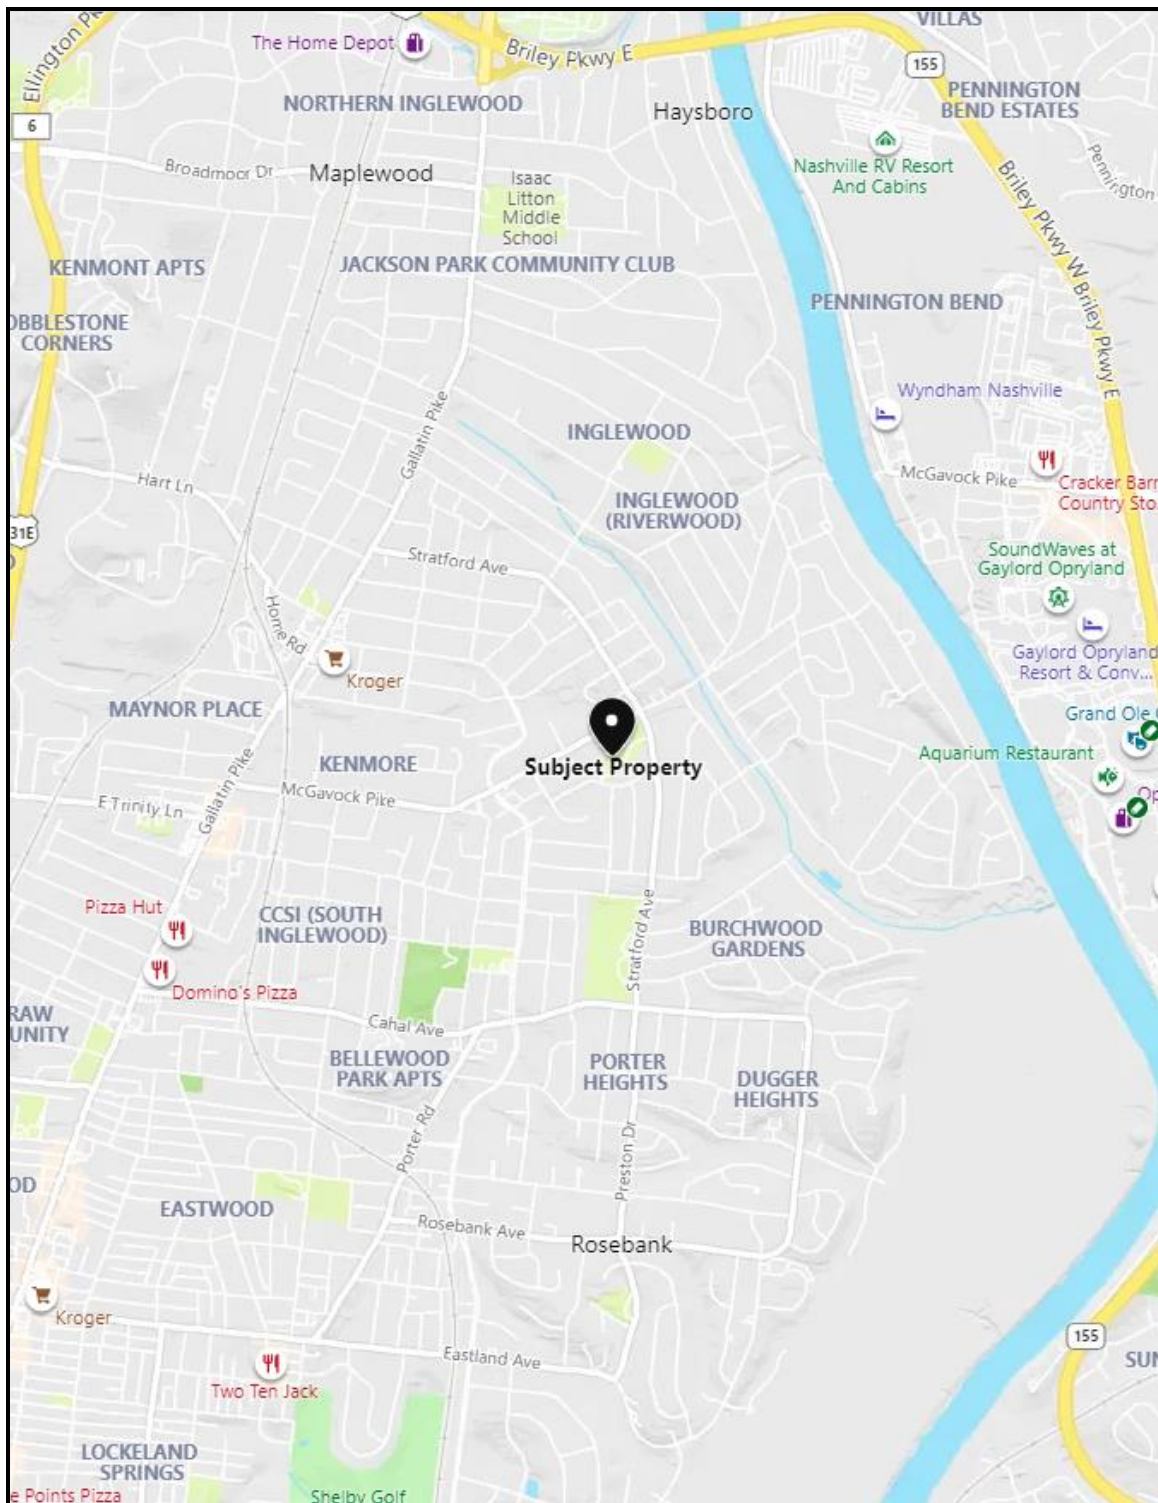 VILLAS
Ellington Pk
The Home Depot
Briley Pkwy E
155
6
NORTHERN INGLEWOOD
Haysboro
PENNINGTON
BEND ESTATES
Broadmoor Dr
Maplewood
Isaac
Litton
Middle
School
Nashville RV Resort
And Cabins
Pennington
Briley Pkwy W
Briley Pkwy E
KENMONT APTS
JACKSON PARK COMMUNITY CLUB
PENNINGTON BEND
OBBLESTONE
CORNERS
Wyndham Nashville
Gallatin Pike
INGLEWOOD
Hart Ln
McGavock Pike
Cracker Barr
Country Sto...
INGLEWOOD
(RIVERWOOD)
31E
Stratford Ave
SoundWaves at
Gaylord Opryland
Home Rd
Kroger
Gaylord Opryland
Resort & Conv...
MAYNOR PLACE
Grand Ole
Subject Property
KENMORE
Aquarium Restaurant
McGavock Pike
E Trinity Ln
Gallatin Pike
Op
Pizza Hut
CCSI (SOUTH
INGLEWOOD)
Stratford Ave
BURCHWOOD
GARDENS
Domino's Pizza
RAW
UNITY
Cahal Ave
BELLEWOOD
PARK APTS
PORTER
HEIGHTS
DUGGER
HEIGHTS
Porter Rd
Preston Dr
OD
EASTWOOD
Rosebank Ave
Rosebank
Kroger
155
Eastland Ave
SUN
Two Ten Jack
LOCKELAND
SPRINGS
e Points Pizza
Shelby Golf